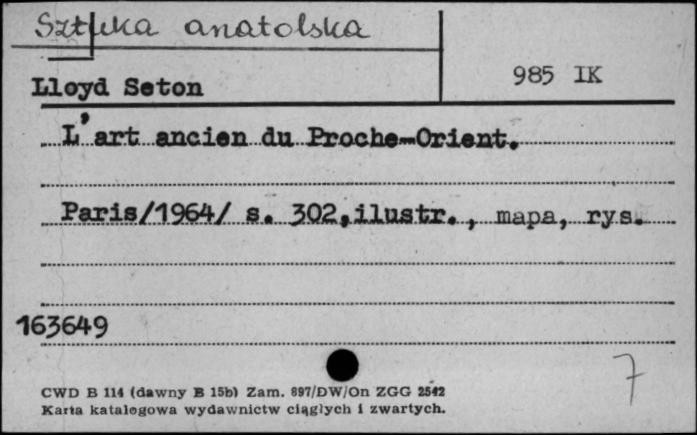 Sztuka anatolska
985 IK
Lloyd Seton
L'art ancien du Proche-Orient.
Paris/1964/ s. 302,ilustr., mapa, rys.
163649
7
CWD B 114 (dawny B 15b) Zam. 897/DW/On ZGG 2542
Karta katalogowa wydawnictw ciągłych i zwartych.